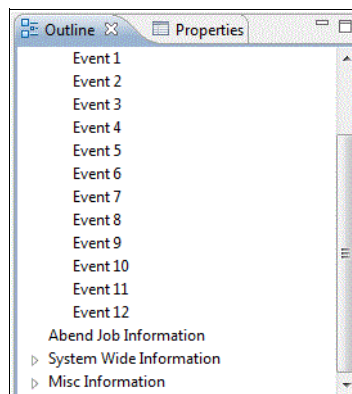 Outline Properties
Event 1
Event 2
Event 3
Event 4
Event 5
Event 6
Event 7
Event 8
Event 9
Event 10
Event 11
Event 12
Abend Job Information
System Wide Information
Misc Information